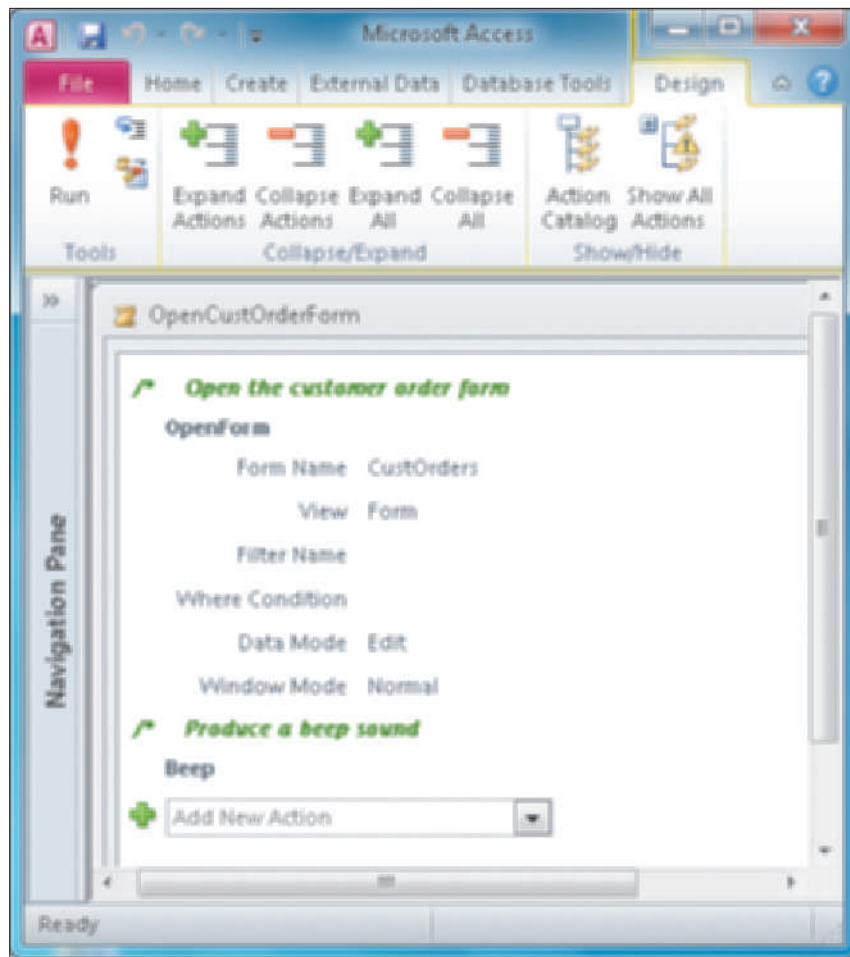 A
Microsoft Access
File Home Create External Data Database Tools Design
Run
Expand Actions
Collapse Actions
Expand All
Collapse All
Action Catalog
Show All Actions
Tools
Collapse/Expand
Show/Hide
Navigation Pane
OpenCustOrderForm
/* Open the customer order form
OpenForm
Form Name CustOrders
View Form
Filter Name
Where Condition
Data Mode Edit
Window Mode Normal
/* Produce a beep sound
Beep
Add New Action
Ready